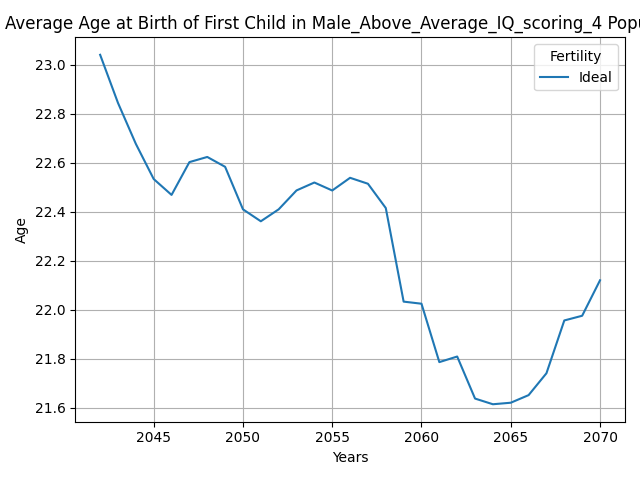 Average Age at Birth of First Child in Male_Above_Average_IQ_scoring_4 Popu
Fertility
Ideal
23.0
22.8
22.6
22.4
22.2
22.0
21.8
21.6
Age
2045 2050 2055 2060 2065 2070
Years